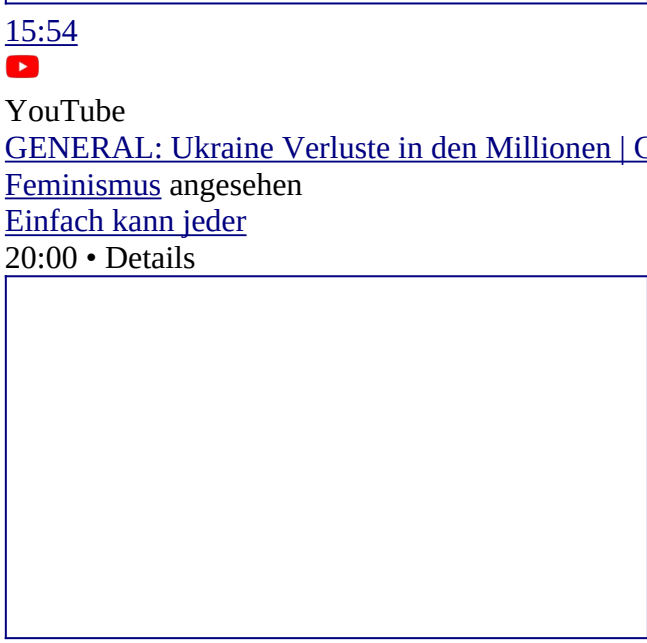 15:54
YouTube
GENERAL: Ukraine Verluste in den Millionen |
Feminismus angesehen
Einfach kann jeder
20:00 • Details